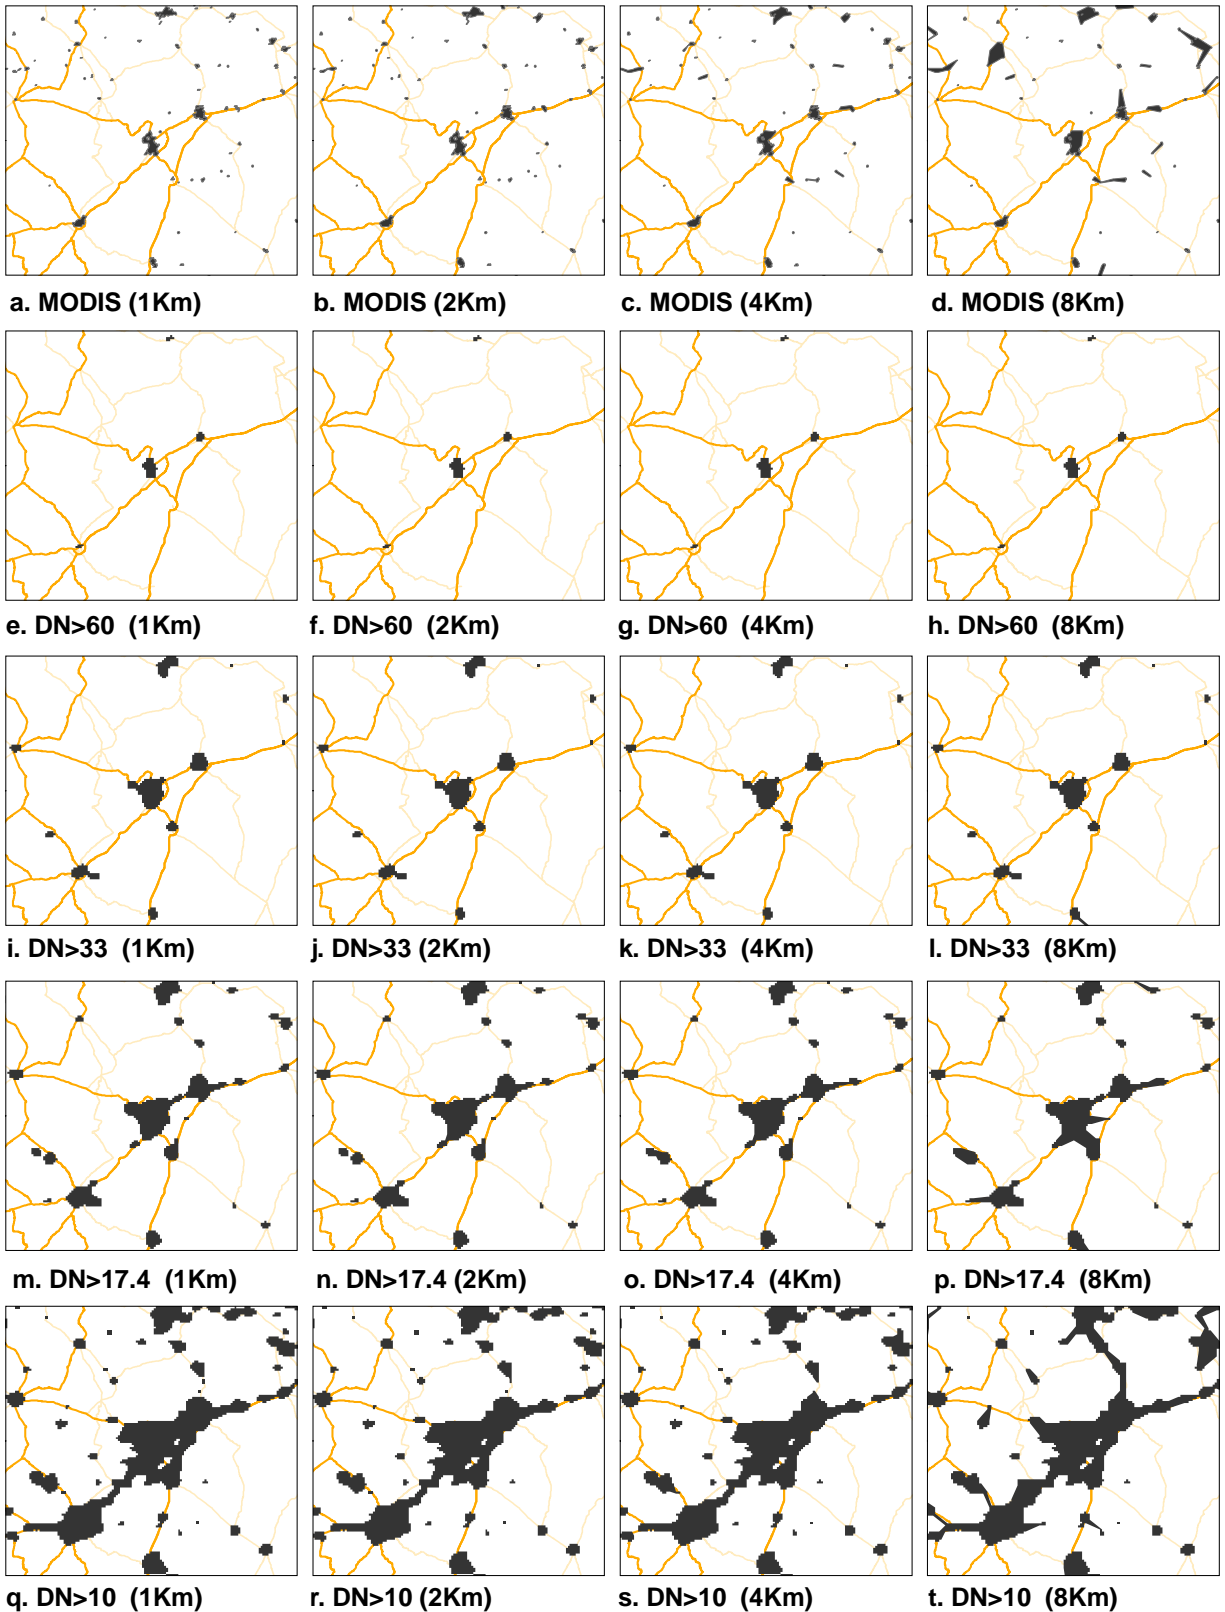 a. MODIS (1Km)
b. MODIS (2Km)
c. MODIS (4Km)
d. MODIS (8Km)
e. DN>60 (1Km)
f. DN>60 (2Km)
g. DN>60 (4Km)
h. DN>60 (8Km)
i. DN>33 (1Km)
j. DN>33 (2Km)
k. DN>33 (4Km)
l. DN>33 (8Km)
m. DN>17.4 (1Km)
n. DN>17.4 (2Km)
o. DN>17.4 (4Km)
p. DN>17.4 (8Km)
q. DN>10 (1Km)
r. DN>10 (2Km)
s. DN>10 (4Km)
t. DN>10 (8Km)